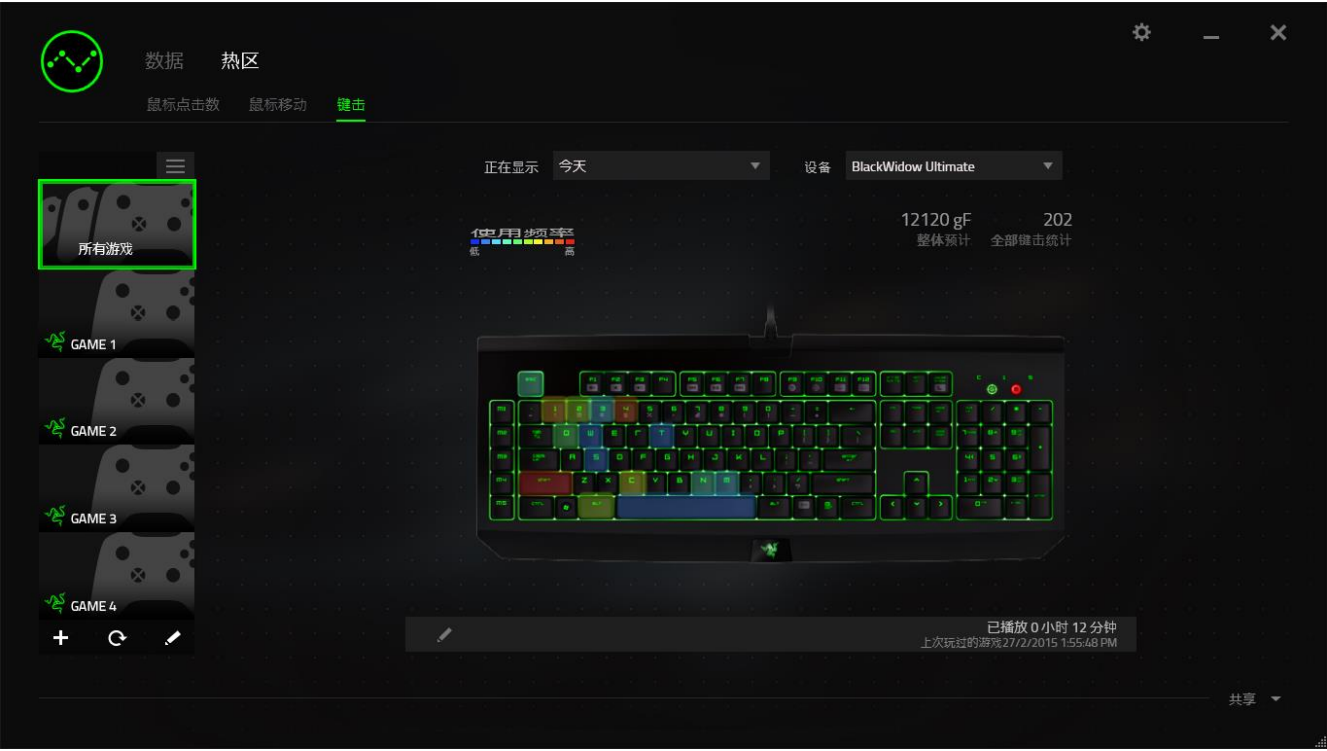 数据 热区
鼠标点击数 鼠标移动 键击
正在显示 今天 设备 BlackWidow Ultimate
12120 gF 202
整体预计 全部键击统计
使用频率
低 高
所有游戏
GAME 1
GAME 2
GAME 3
GAME 4
已播放 0 小时 12 分钟
上次玩过的游戏27/2/2015 1:55:48 PM
共享